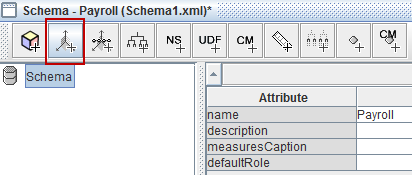 Schema - Payroll (Schema1.xml)*
NS UDF CM CM
Schema
Attribute
name Payroll
description
measuresCaption
defaultRole